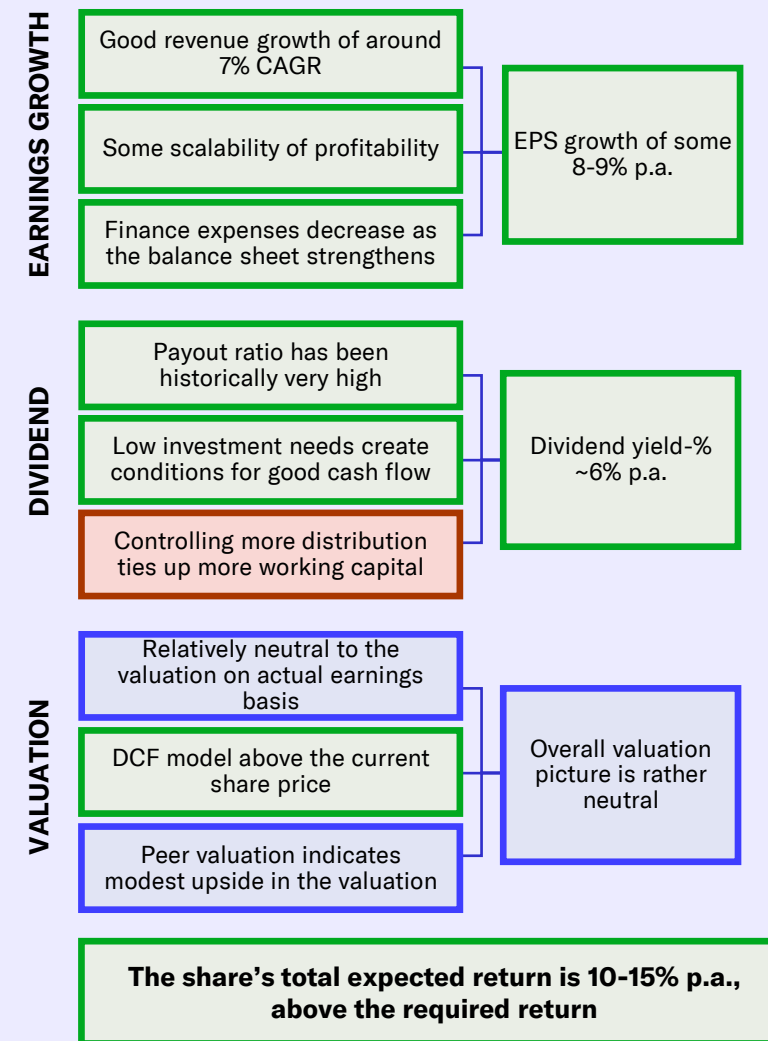 EARNINGS GROWTH
Good revenue growth of around
7% CAGR
Some scalability of profitability
Finance expenses decrease as
the balance sheet strengthens
EPS growth of some
8-9% p.a.
DIVIDEND
Payout ratio has been
historically very high
Low investment needs create
conditions for good cash flow
Controlling more distribution
ties up more working capital
Dividend yield-%
~6% p.a.
VALUATION
Relatively neutral to the
valuation on actual earnings
basis
DCF model above the current
share price
Peer valuation indicates
modest upside in the valuation
Overall valuation
picture is rather
neutral
The share's total expected return is 10-15% p.a.,
above the required return